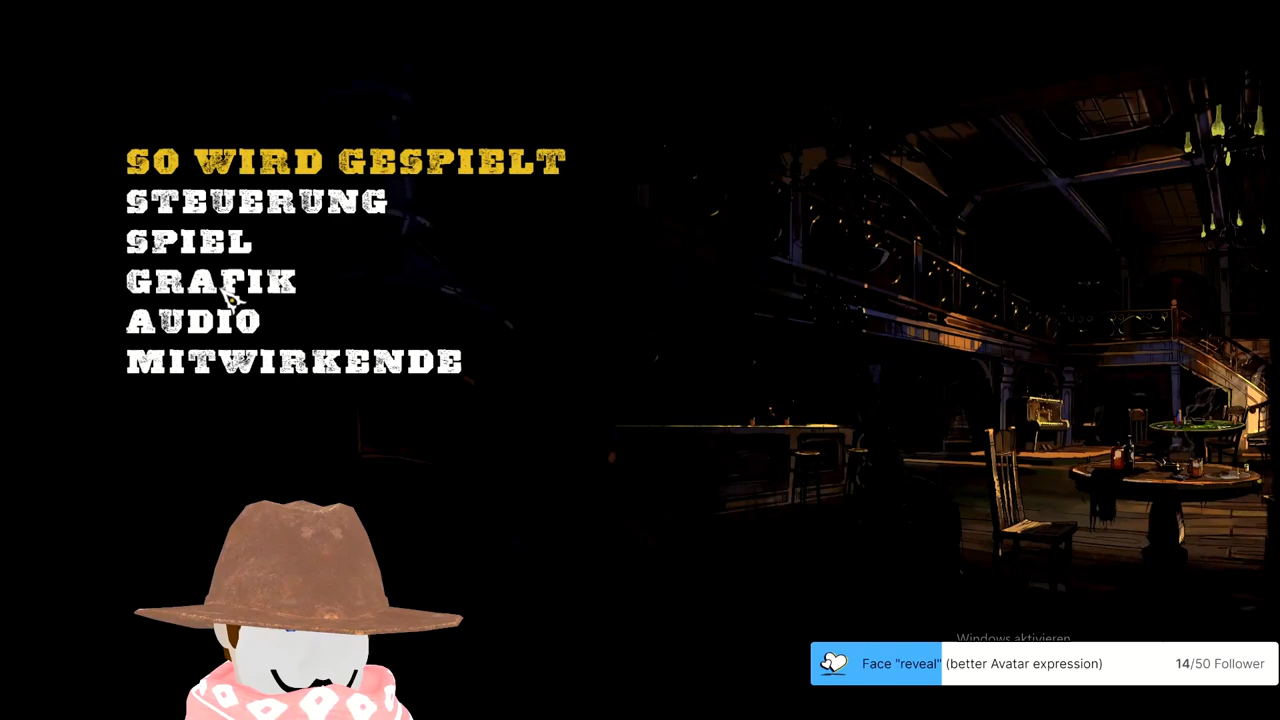 SO WIRD GESPIELT
STEUERUNG
SPIEL
GRAFIK
AUDIO
MITWIRKENDE
Windows aktivieren
Face "reveal" (better Avatar expression) 14/50 Follower